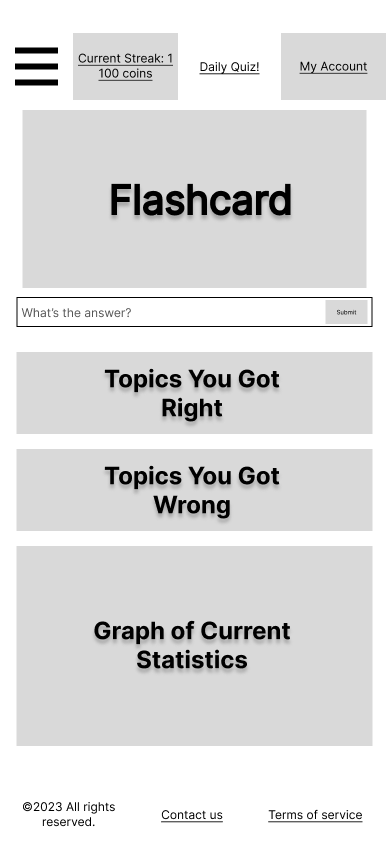 Current Streak: 1
100 coins
Daily Quiz!
My Account
Flashcard
What’s the answer?
Submit
Topics You Got
Right
Topics You Got
Wrong
Graph of Current
Statistics
©2023 All rights
reserved.
Contact us
Terms of service